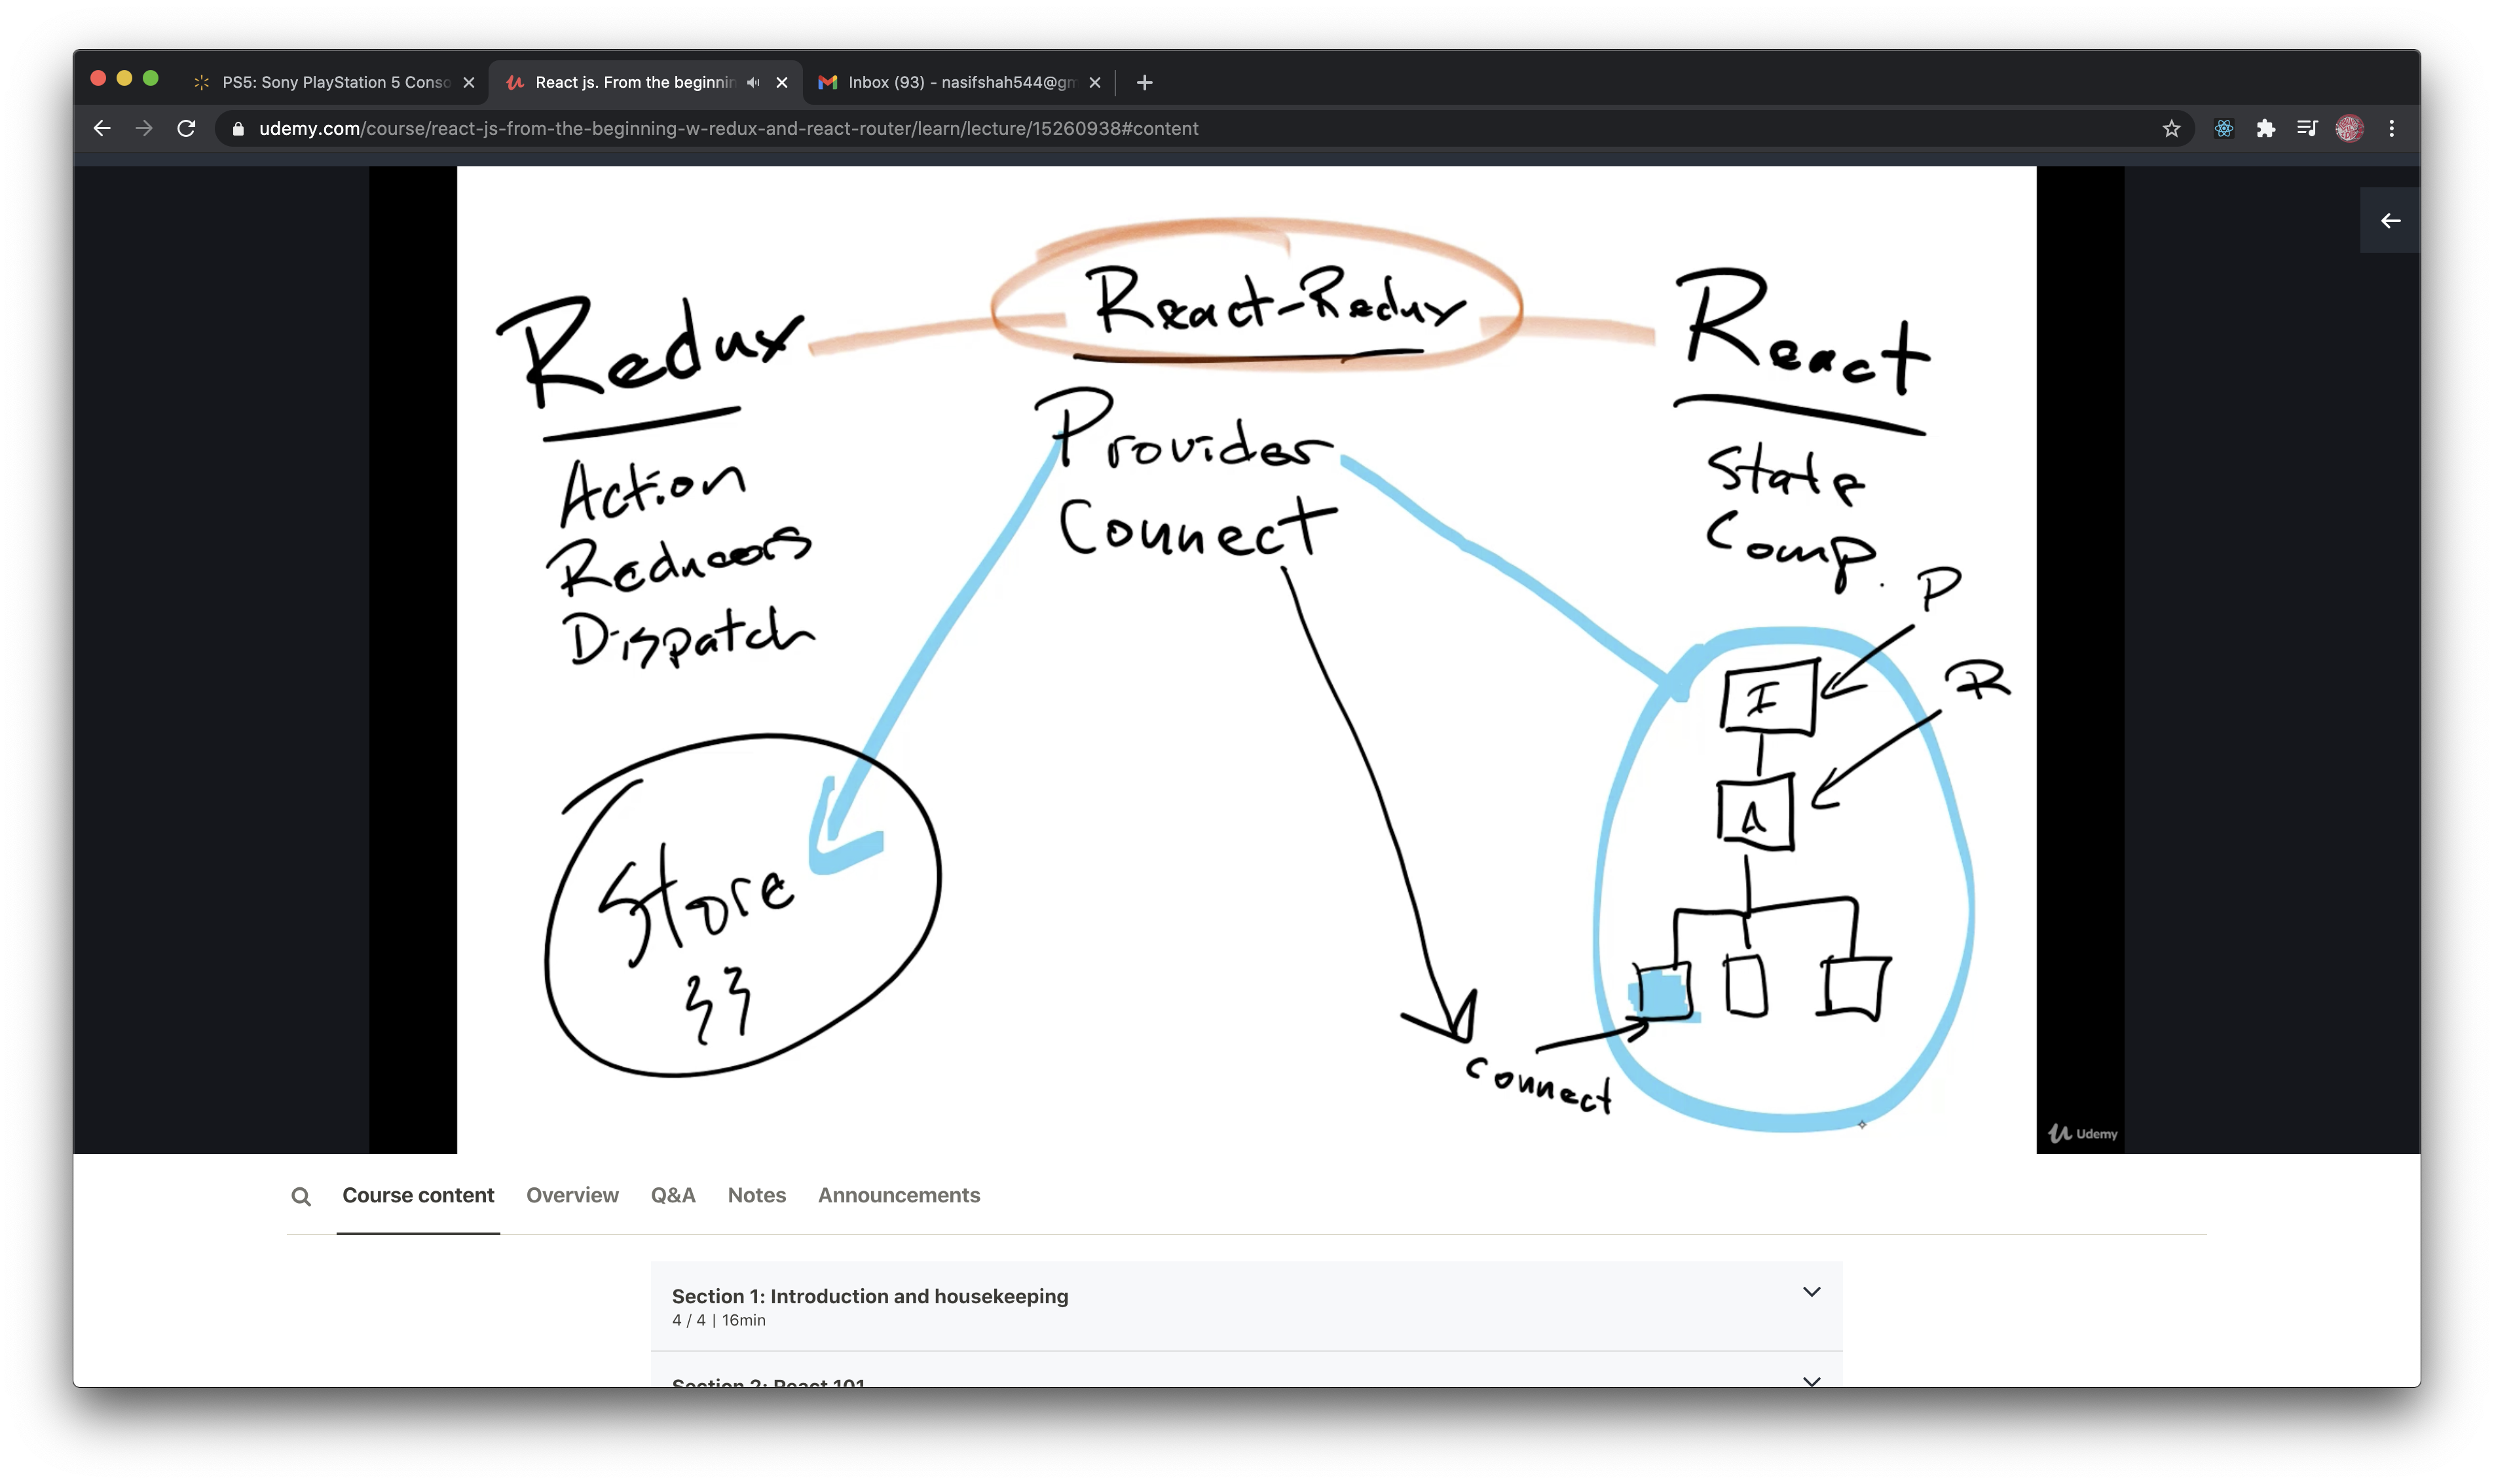 PS5: Sony PlayStation 5 Conso
React js. From the beginnin
Inbox (93) - nasifshah544@gm
udemy.com/course/react-js-from-the-beginning-w-redux-and-react-router/learn/lecture/15260938#content
React-Redux
Redux
React
Provider
Connect
Action
Reducers
Dispatch
State
Comp.
P
R
I
A
Store
connect
Udemy
Course content
Overview
Q&A
Notes
Announcements
Section 1: Introduction and housekeeping
4 / 4 | 16min
Section 2: React 101